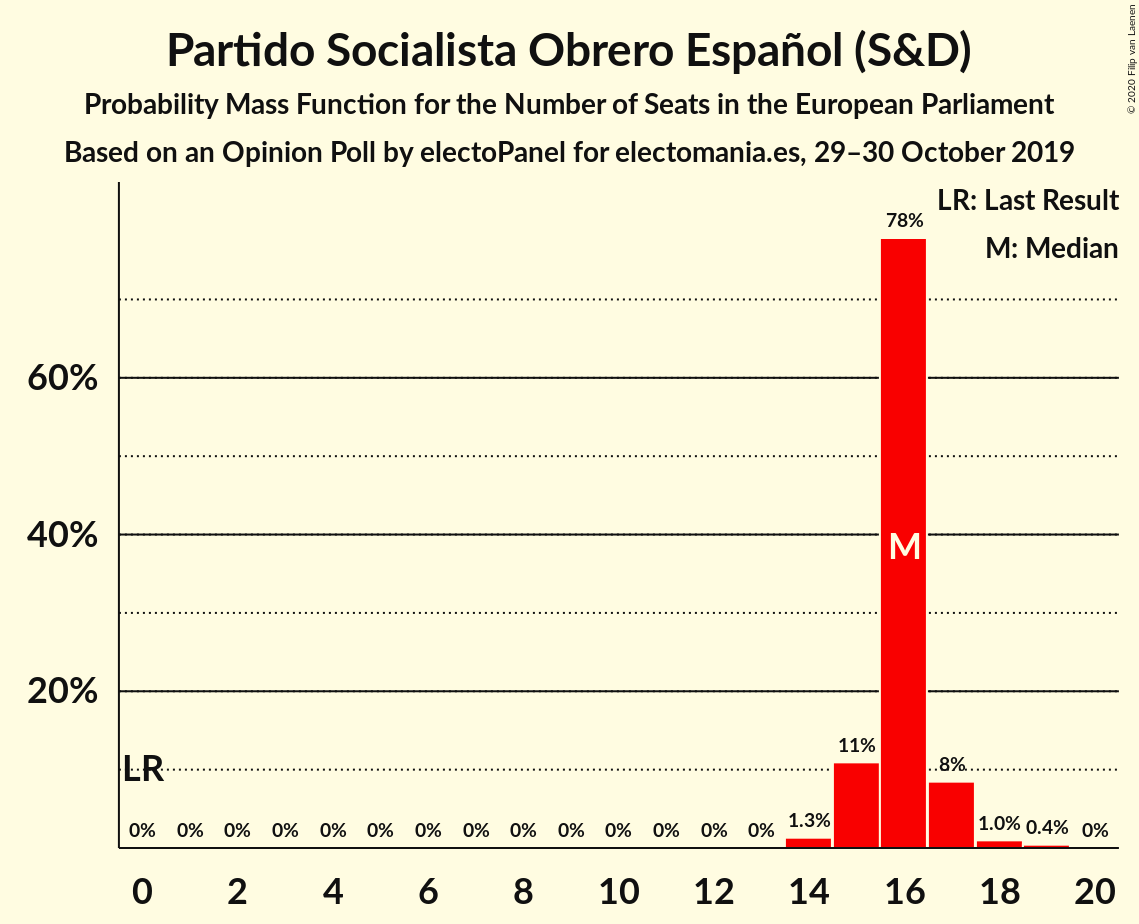 Partido Socialista Obrero Español (S&D)
Probability Mass Function for the Number of Seats in the European Parliament
Based on an Opinion Poll by electoPanel for electomania.es, 29–30 October 2019
© 2020 Filip van Laenen
LR: Last Result
M: Median
78%
60%
40%
M
20%
11%
LR
8%
0% 0% 0% 0% 0% 0% 0% 0% 0% 0% 0% 0% 0% 0% 1.3% 1.0% 0.4% 0%
0 2 4 6 8 10 12 14 16 18 20